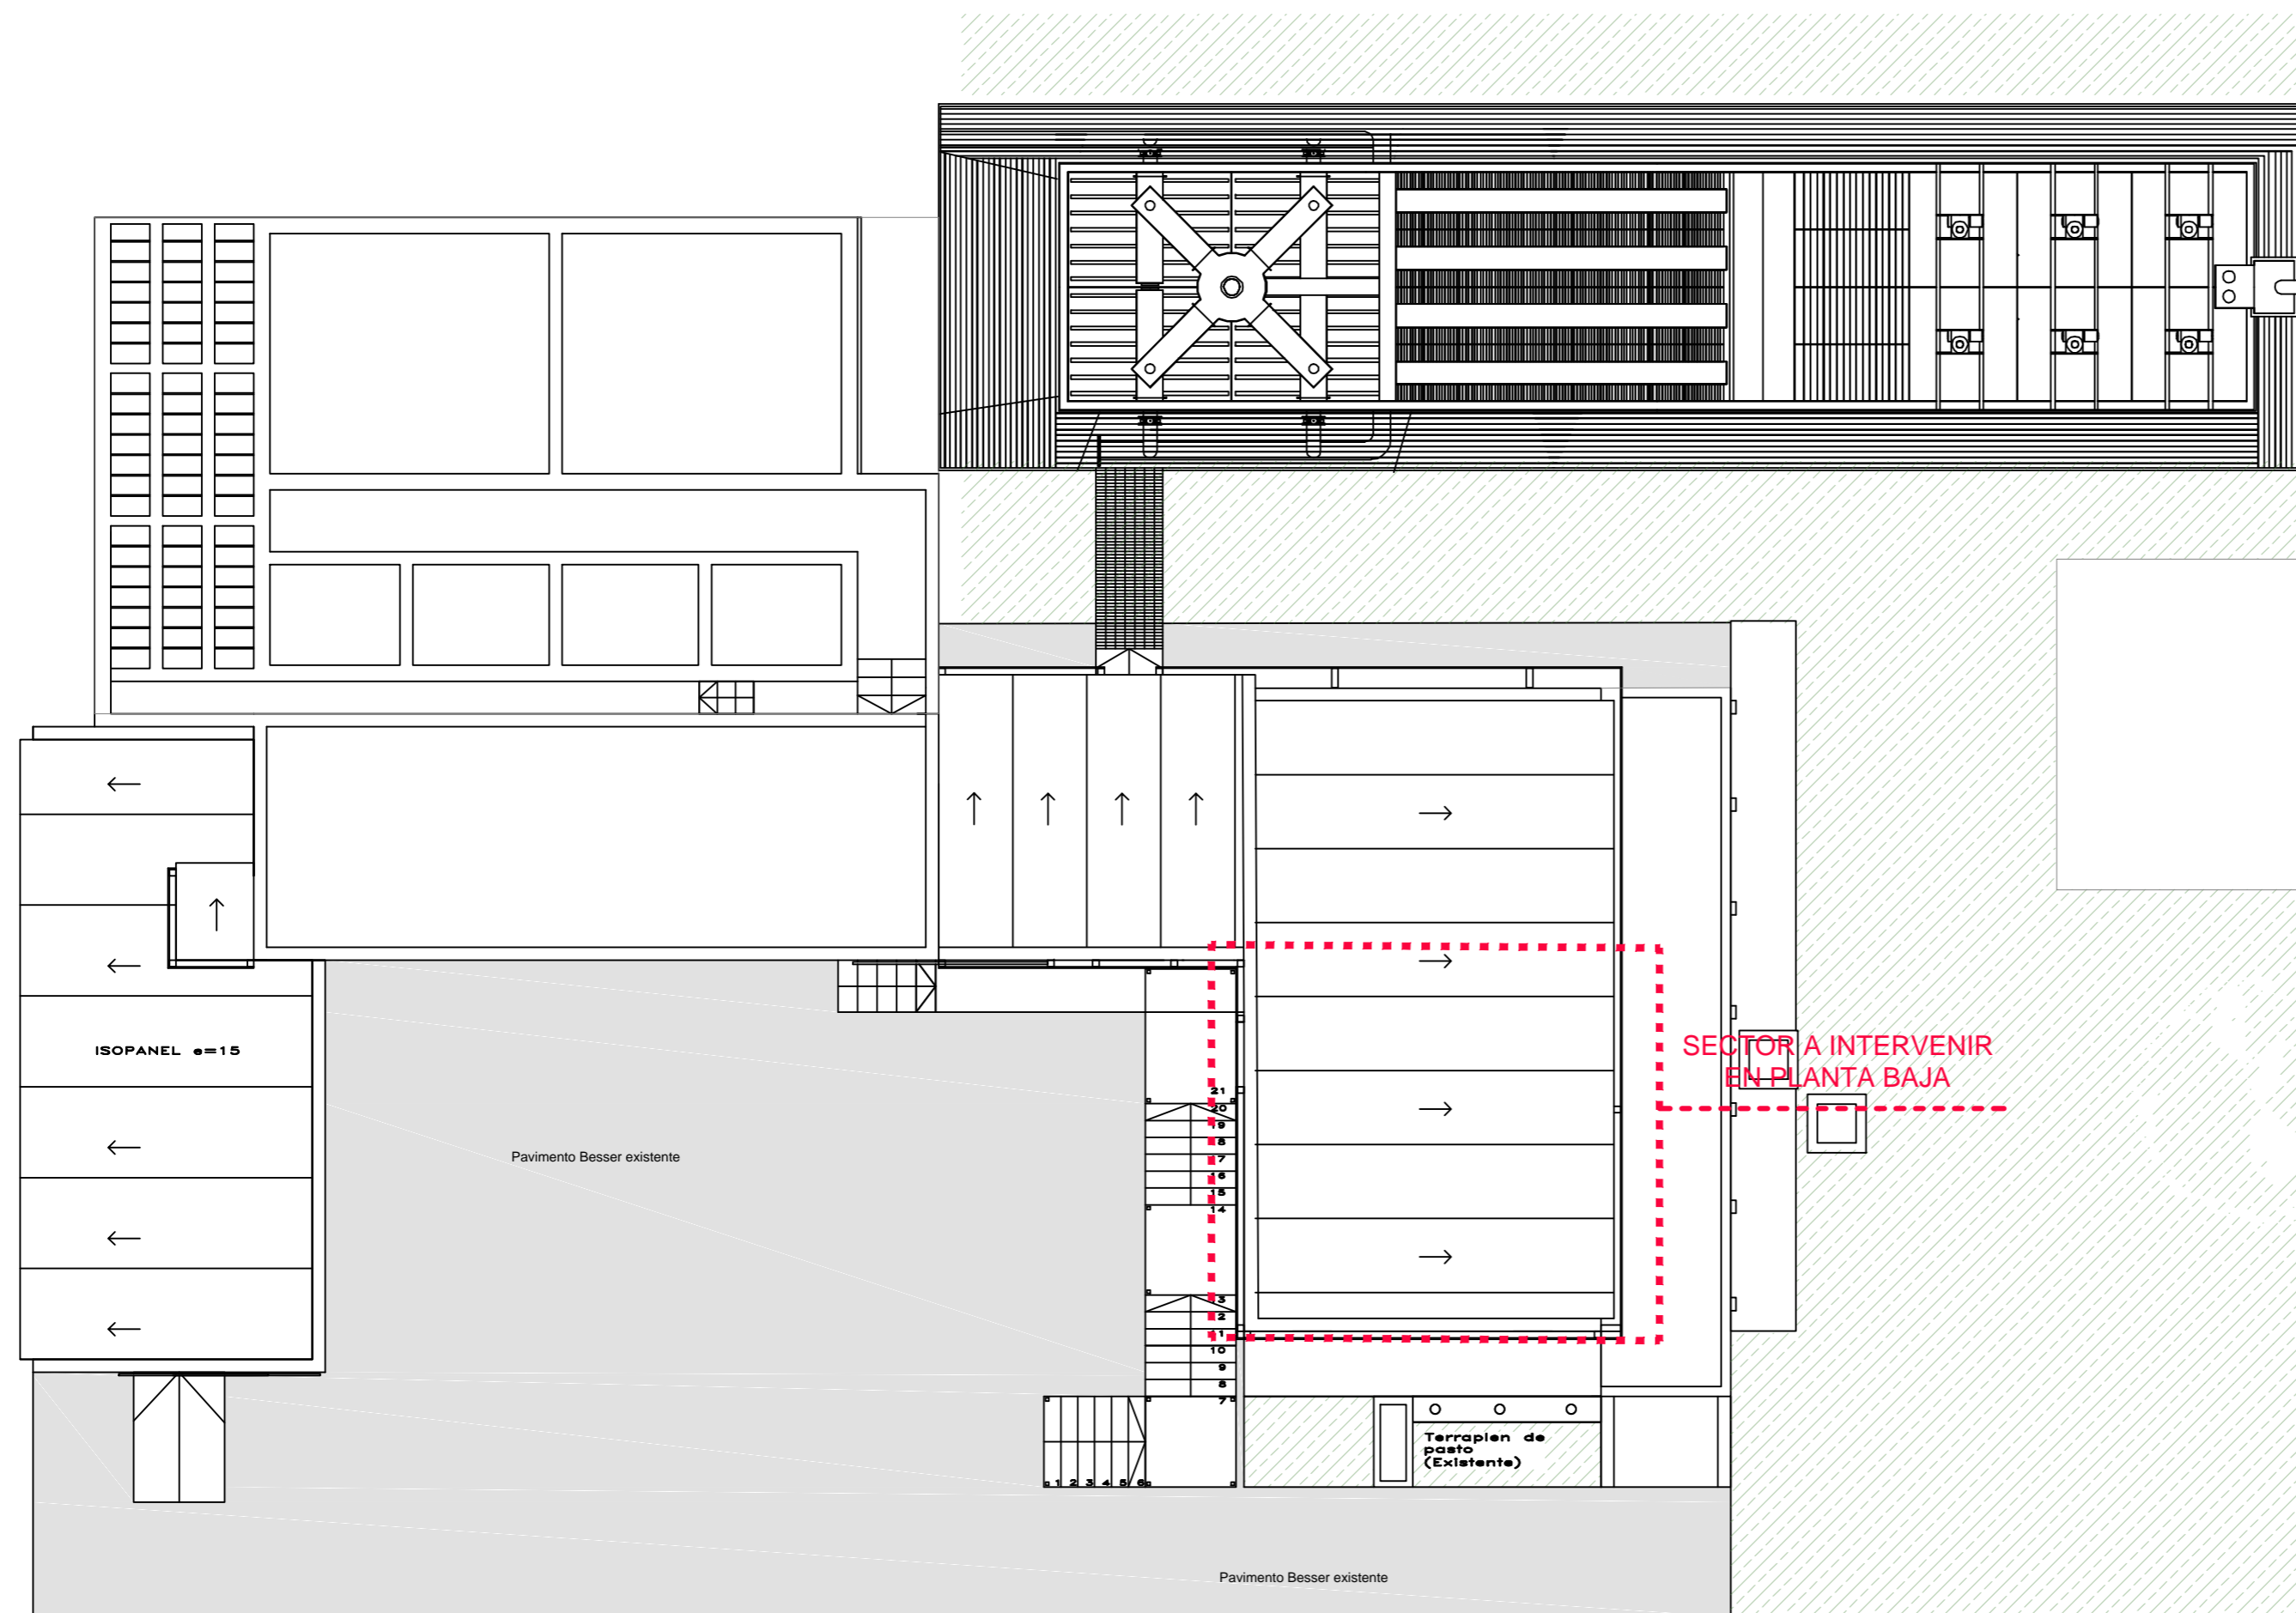 SECTOR A INTERVENIR
EN PLANTA BAJA
ISOPANEL e=15
21
20
19
18
17
16
15
14
Pavimento Besser existente
13
12
11
10
9
8
7
1 2 3 4 5 6
Terraplen de
pasto
(Existente)
Pavimento Besser existente